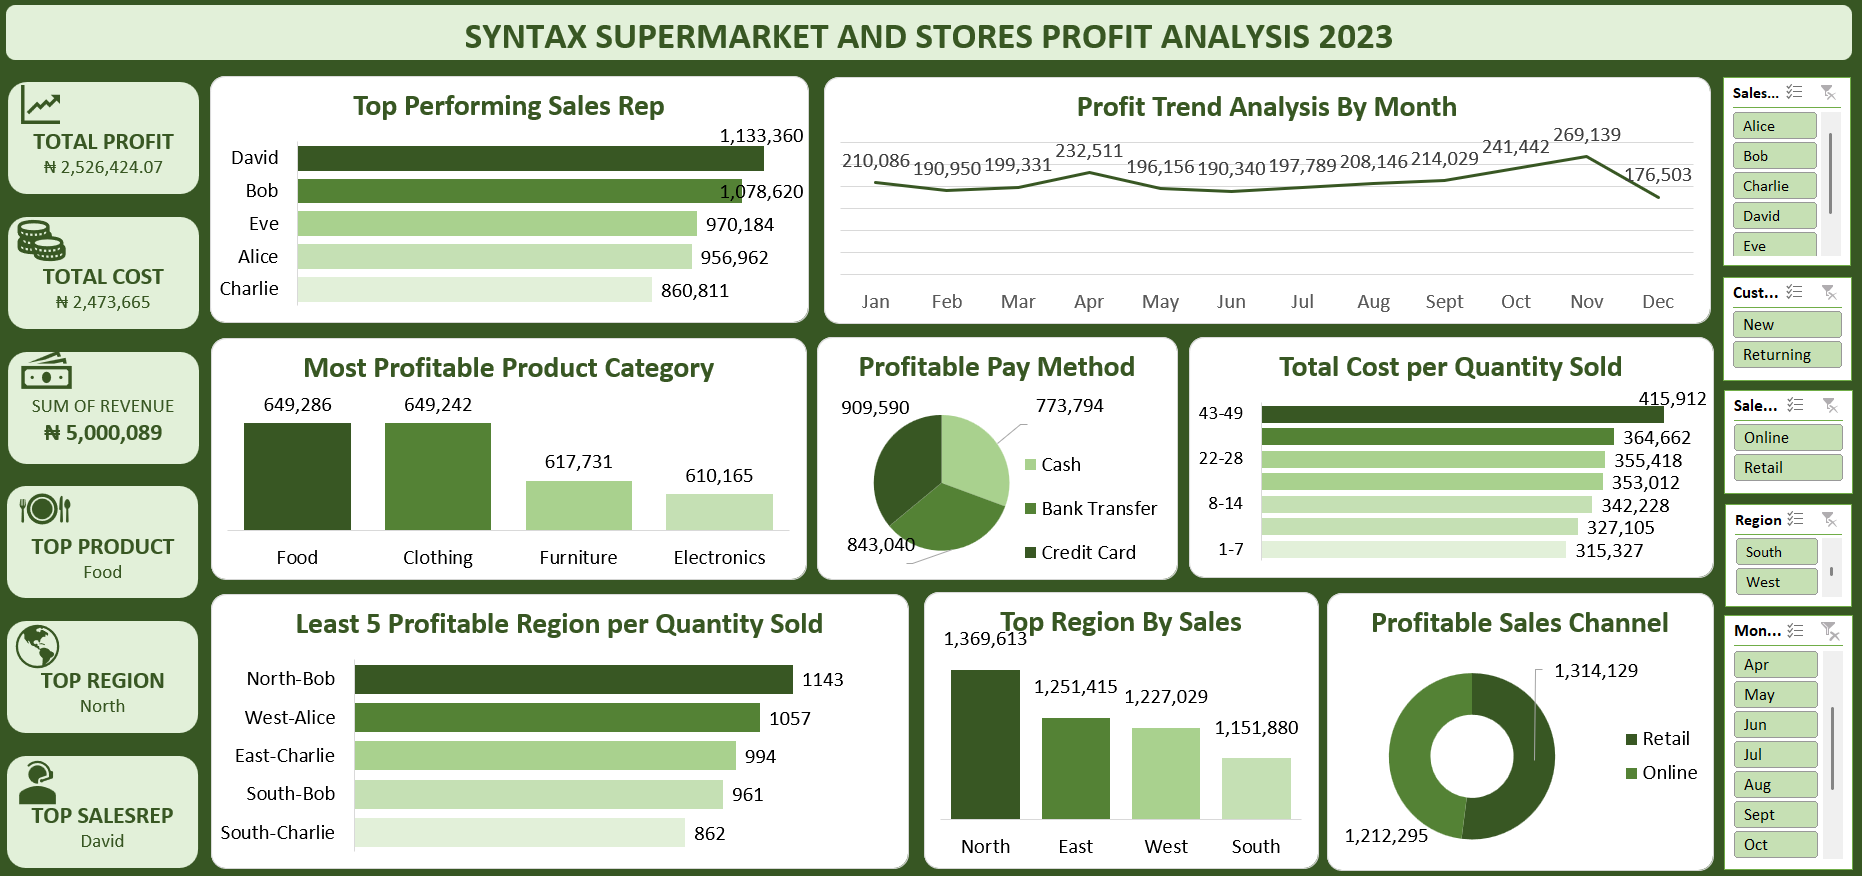 SYNTAX SUPERMARKET AND STORES PROFIT ANALYSIS 2023
TOTAL PROFIT
₦ 2,526,424.07
TOTAL COST
₦ 2,473,665
SUM OF REVENUE
₦ 5,000,089
TOP PRODUCT
Food
TOP REGION
North
TOP SALESREP
David
Top Performing Sales Rep
David 1,133,360
Bob 1,078,620
Eve 970,184
Alice 956,962
Charlie 860,811
Profit Trend Analysis By Month
210,086 190,950 199,331 232,511 196,156 190,340 197,789 208,146 214,029 241,442 269,139 176,503
Jan Feb Mar Apr May Jun Jul Aug Sept Oct Nov Dec
Most Profitable Product Category
649,286 649,242 617,731 610,165
Food Clothing Furniture Electronics
Profitable Pay Method
909,590 773,794
843,040
Cash
Bank Transfer
Credit Card
Total Cost per Quantity Sold
43-49 415,912
364,662
22-28 355,418
353,012
8-14 342,228
327,105
1-7 315,327
Least 5 Profitable Region per Quantity Sold
North-Bob 1143
West-Alice 1057
East-Charlie 994
South-Bob 961
South-Charlie 862
Top Region By Sales
1,369,613 1,251,415 1,227,029 1,151,880
North East West South
Profitable Sales Channel
1,314,129
1,212,295
Retail
Online
Sales...
Alice
Bob
Charlie
David
Eve
Cust...
New
Returning
Sale...
Online
Retail
Region
South
West
Mon...
Apr
May
Jun
Jul
Aug
Sept
Oct